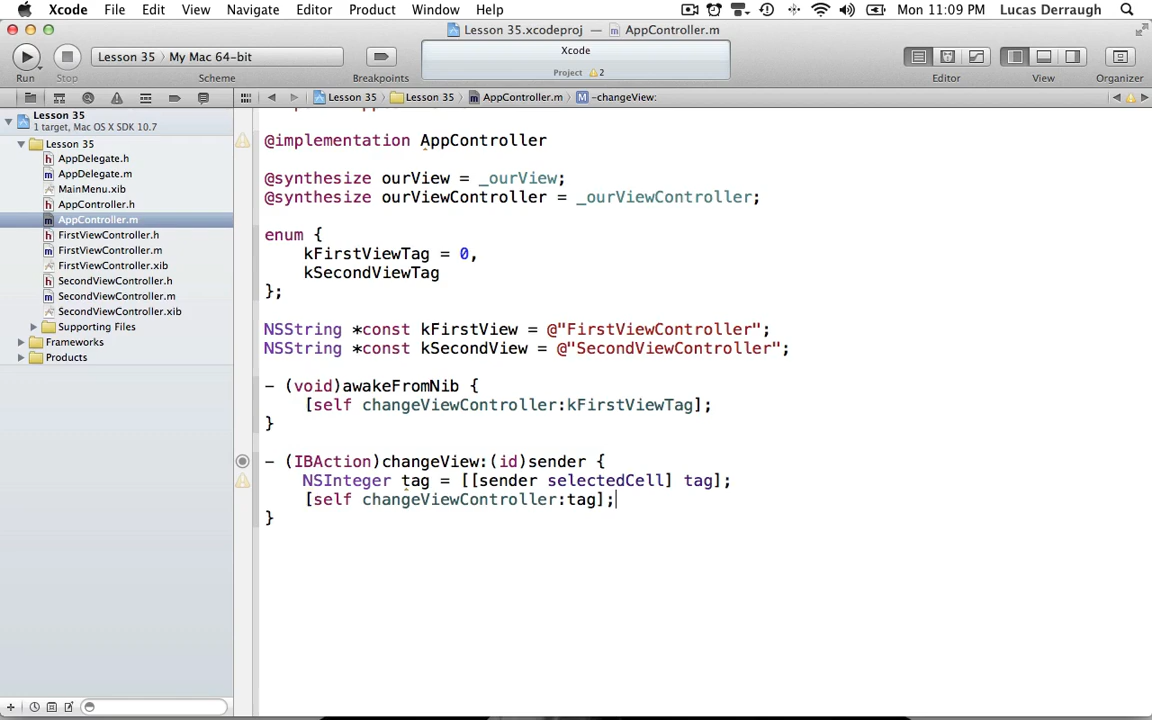 Xcode File Edit View Navigate Editor Product Window Help Mon 11:09 PM Lucas Derraugh
Lesson 35.xcodeproj — AppController.m
Lesson 35 〉 My Mac 64-bit
Xcode
Project 2
Run Stop Scheme Breakpoints Editor View Organizer
Lesson 35 〉 Lesson 35 〉 AppController.m 〉 M -changeView:
Lesson 35
1 target, Mac OS X SDK 10.7
Lesson 35
h AppDelegate.h
m AppDelegate.m
MainMenu.xib
h AppController.h
m AppController.m
h FirstViewController.h
m FirstViewController.m
FirstViewController.xib
h SecondViewController.h
m SecondViewController.m
SecondViewController.xib
Supporting Files
Frameworks
Products
@implementation AppController
@synthesize ourView = _ourView;
@synthesize ourViewController = _ourViewController;
enum {
kFirstViewTag = 0,
kSecondViewTag
};
NSString *const kFirstView = @"FirstViewController";
NSString *const kSecondView = @"SecondViewController";
- (void)awakeFromNib {
[self changeViewController:kFirstViewTag];
}
- (IBAction)changeView:(id)sender {
NSInteger tag = [[sender selectedCell] tag];
[self changeViewController:tag];
}